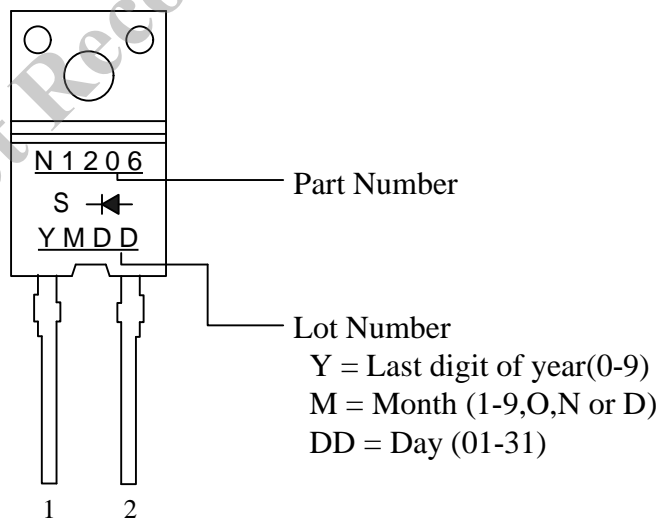 N1206
Part Number
S
YMDD
Lot Number
Y = Last digit of year(0-9)
M = Month (1-9,O,N or D)
DD = Day (01-31)
1 2